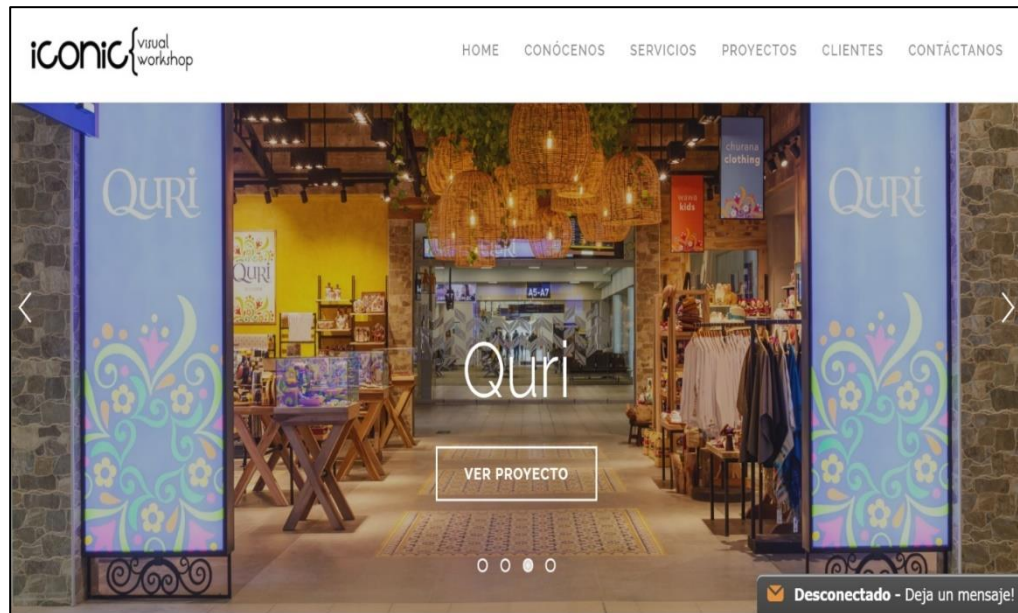 iconic{ visual
workshop
HOME CONÓCENOS SERVICIOS PROYECTOS CLIENTES CONTÁCTANOS
QuRi
QuRi
churana
clothing
wawa
kids
QuRi
A5-A7
Quri
VER PROYECTO
Desconectado - Deja un mensaje!